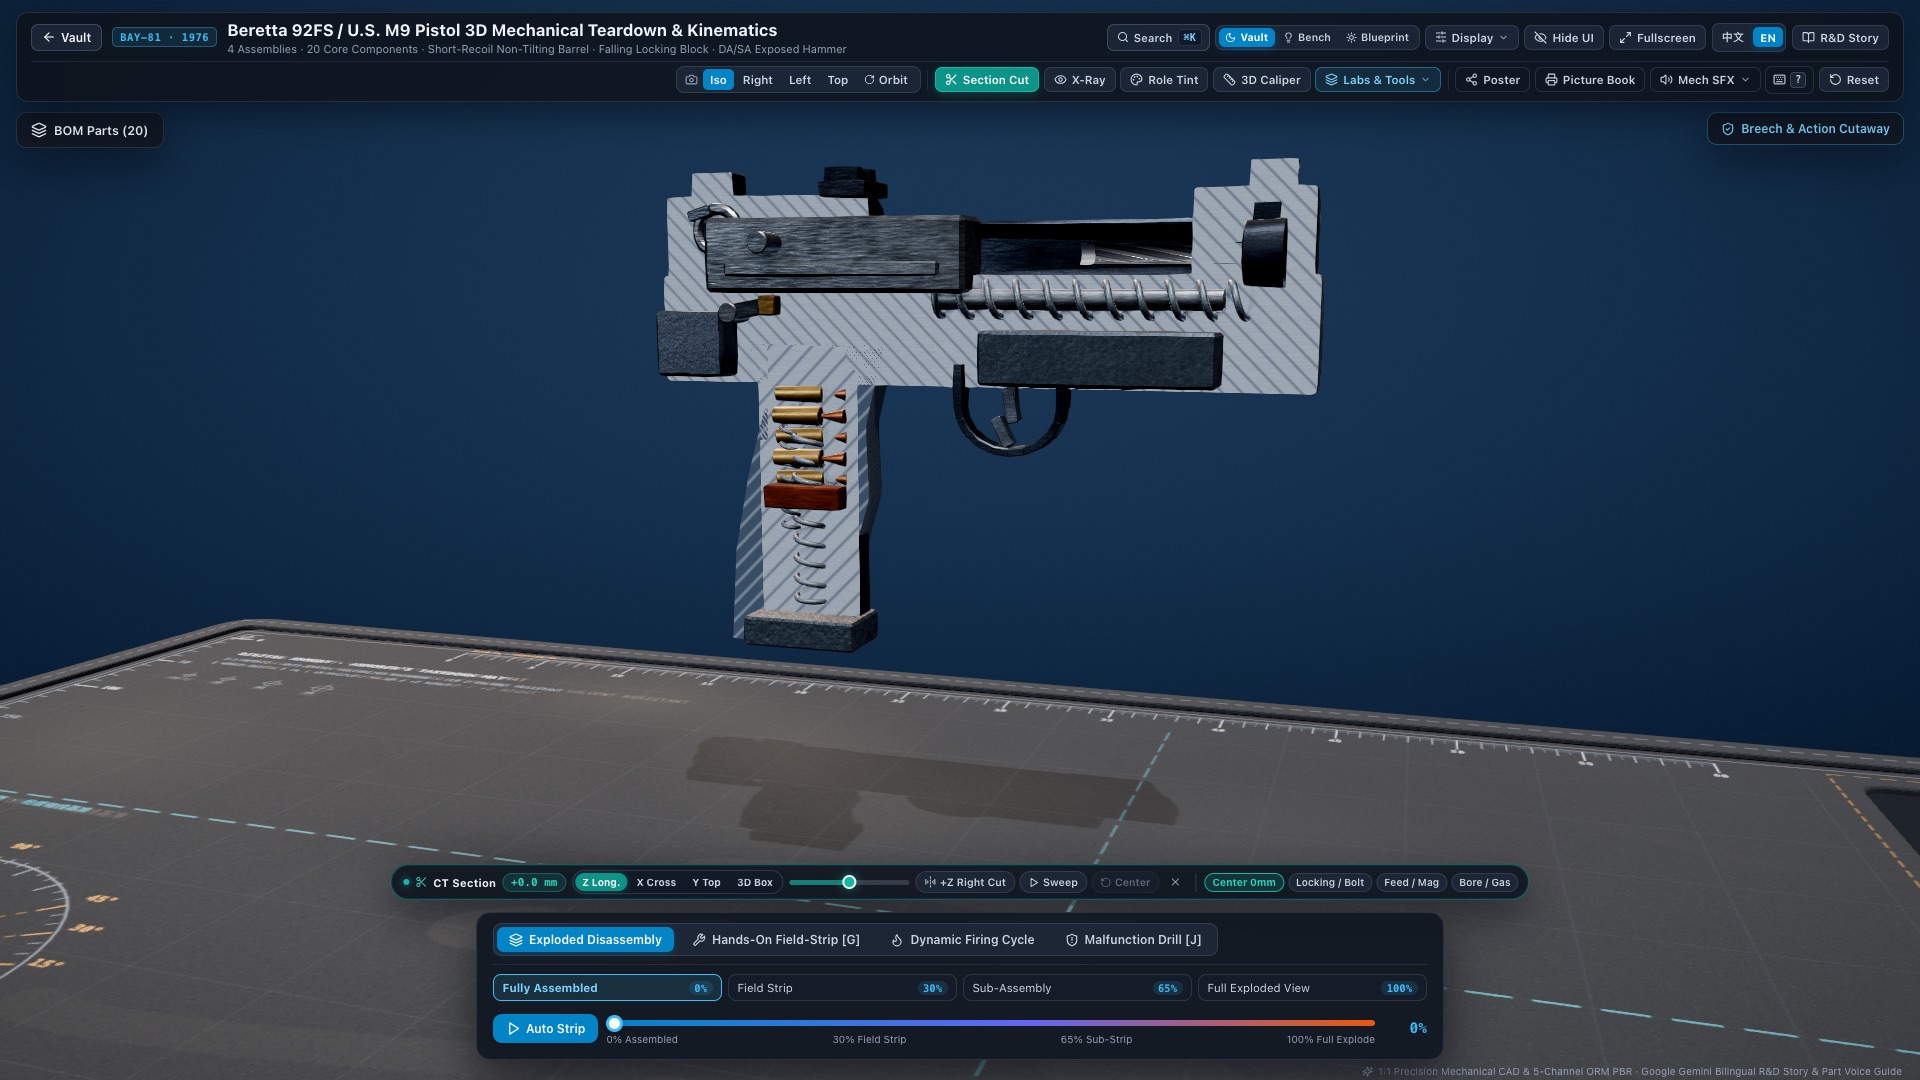 Vault
BAY-81 · 1976
Beretta 92FS / U.S. M9 Pistol 3D Mechanical Teardown & Kinematics
4 Assemblies · 20 Core Components · Short-Recoil Non-Tilting Barrel · Falling Locking Block · DA/SA Exposed Hammer
Search ⌘K
Vault Bench Blueprint
Display
Hide UI
Fullscreen
中文 EN
R&D Story
Iso Right Left Top Orbit
Section Cut
X-Ray
Role Tint
3D Caliper
Labs & Tools
Poster
Picture Book
Mech SFX
?
Reset
BOM Parts (20)
Breech & Action Cutaway
90°
45°
30°
15°
CT Section +0.0 mm
Z Long. X Cross Y Top 3D Box
+Z Right Cut
Sweep
Center
Center 0mm
Locking / Bolt
Feed / Mag
Bore / Gas
Exploded Disassembly
Hands-On Field-Strip [G]
Dynamic Firing Cycle
Malfunction Drill [J]
Fully Assembled 0%
Field Strip 30%
Sub-Assembly 65%
Full Exploded View 100%
Auto Strip
0%
0% Assembled
30% Field Strip
65% Sub-Strip
100% Full Explode
1:1 Precision Mechanical CAD & 5-Channel ORM PBR · Google Gemini Bilingual R&D Story & Part Voice Guide